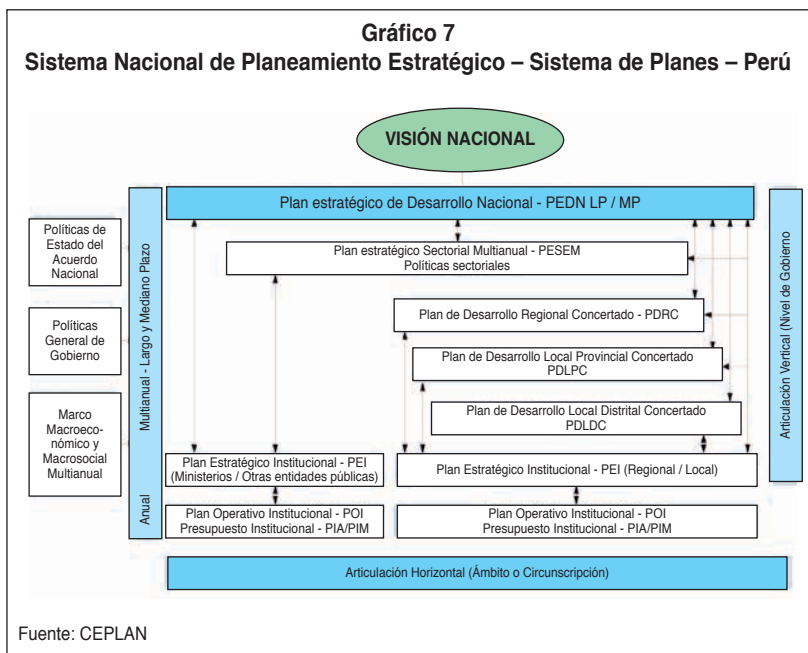 Gráfico 7
Sistema Nacional de Planeamiento Estratégico – Sistema de Planes – Perú
VISIÓN NACIONAL
Plan estratégico de Desarrollo Nacional - PEDN LP / MP
Políticas de
Estado del
Acuerdo
Nacional
Políticas
General de
Gobierno
Marco
Macroeco-
nómico y
Macrosocial
Multianual
Multianual - Largo y Mediano Plazo
Anual
Plan estratégico Sectorial Multianual - PESEM
Políticas sectoriales
Plan de Desarrollo Regional Concertado - PDRC
Plan de Desarrollo Local Provincial Concertado
PDLPC
Plan de Desarrollo Local Distrital Concertado
PDLDC
Plan Estratégico Institucional - PEI
(Ministerios / Otras entidades públicas)
Plan Estratégico Institucional - PEI (Regional / Local)
Plan Operativo Institucional - POI
Presupuesto Institucional - PIA/PIM
Plan Operativo Institucional - POI
Presupuesto Institucional - PIA/PIM
Articulación Vertical (Nivel de Gobierno
Articulación Horizontal (Ámbito o Circunscripción)
Fuente: CEPLAN